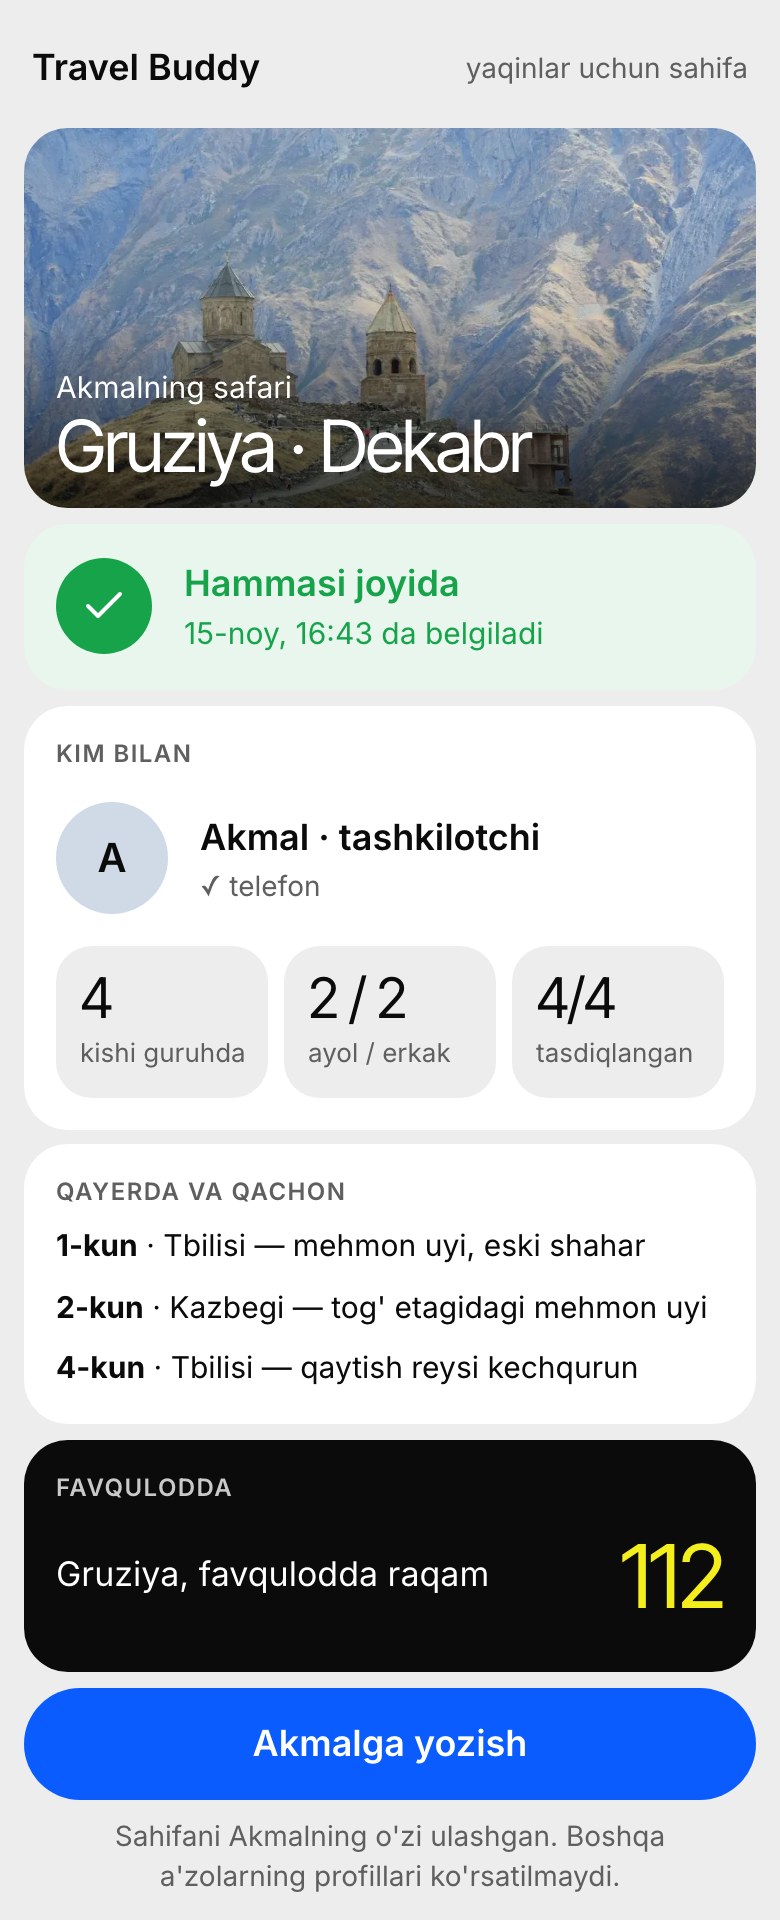 Travel Buddy
yaqinlar uchun sahifa
Akmalning safari
Gruziya · Dekabr
Hammasi joyida
15-noy, 16:43 da belgiladi
KIM BILAN
A
Akmal · tashkilotchi
✓ telefon
4
kishi guruhda
2 / 2
ayol / erkak
4/4
tasdiqlangan
QAYERDA VA QACHON
1-kun · Tbilisi — mehmon uyi, eski shahar
2-kun · Kazbegi — tog' etagidagi mehmon uyi
4-kun · Tbilisi — qaytish reysi kechqurun
FAVQULODDA
Gruziya, favqulodda raqam
112
Akmalga yozish
Sahifani Akmalning o'zi ulashgan. Boshqa
a'zolarning profillari ko'rsatilmaydi.